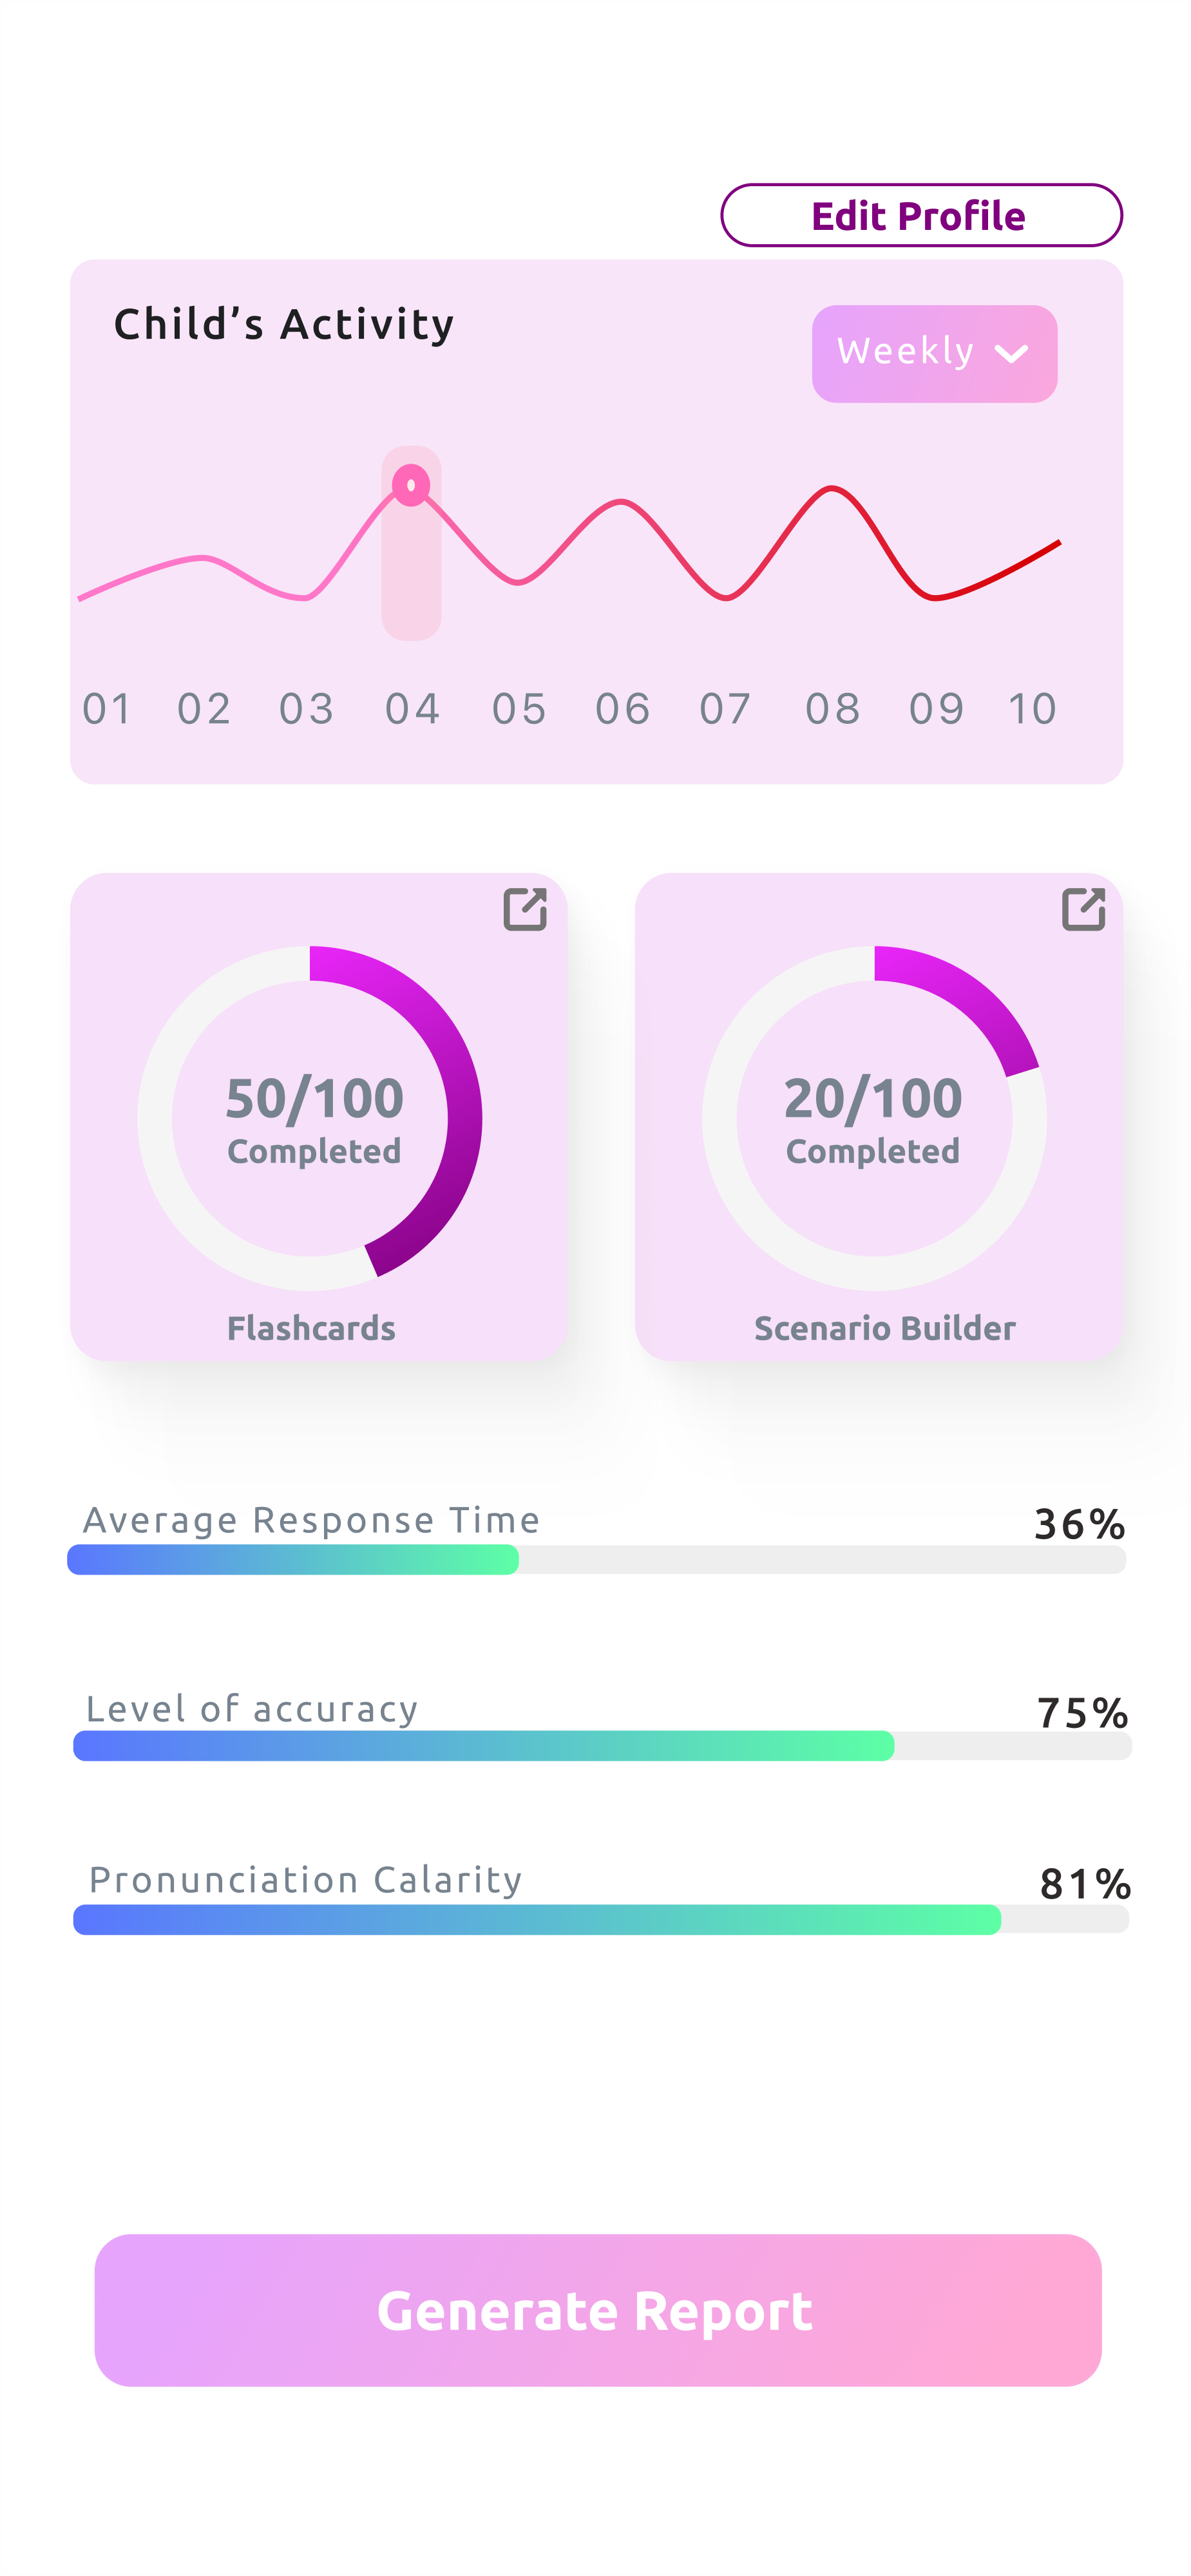 Edit Profile
Child’s Activity
Weekly
01 02 03 04 05 06 07 08 09 10
50/100
Completed
Flashcards
20/100
Completed
Scenario Builder
Average Response Time 36%
Level of accuracy 75%
Pronunciation Calarity 81%
Generate Report